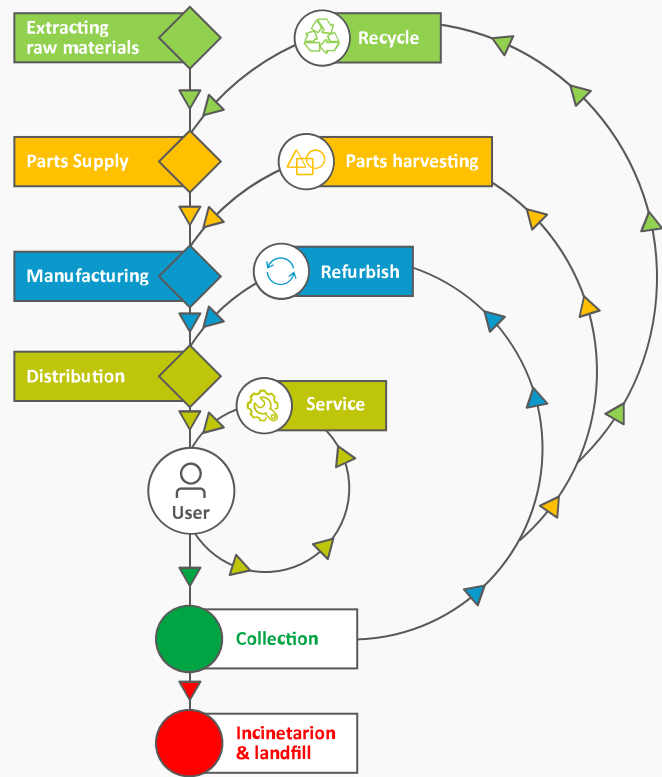 Extracting
raw materials
Recycle
Parts Supply
Parts harvesting
Manufacturing
Refurbish
Distribution
Service
User
Collection
Incinetarion
& landfill